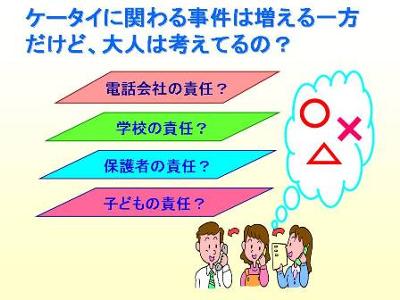 ケータイに関わる事件は増える一方
だけど、大人は考えてるの？
電話会社の責任？
学校の責任？
保護者の責任？
子どもの責任？